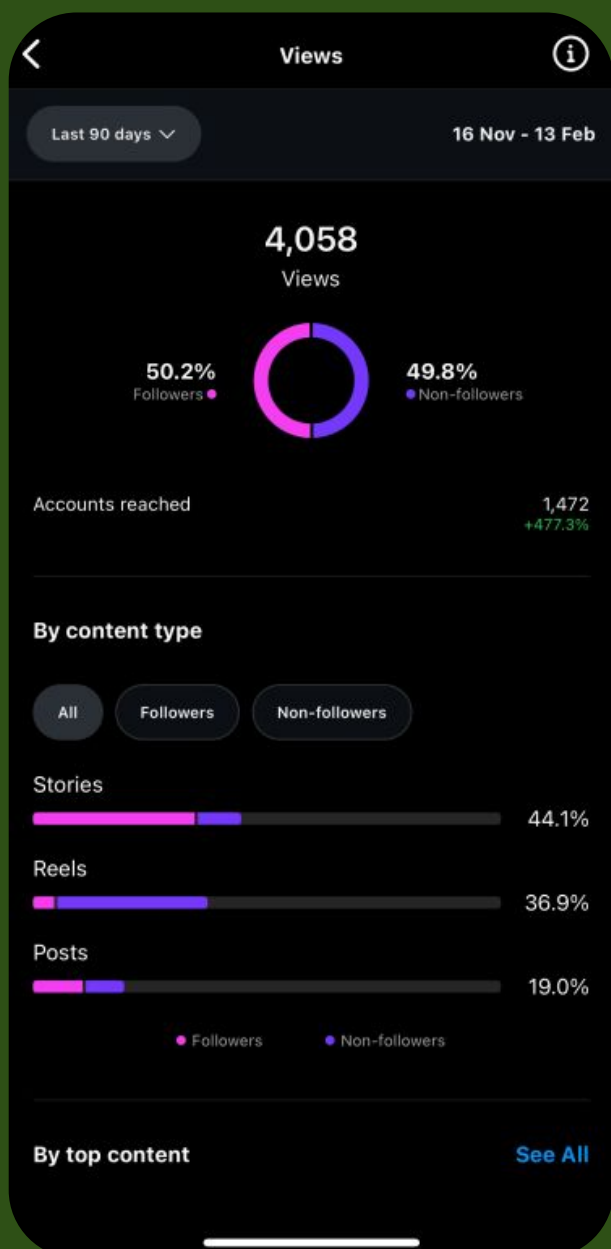 Views
Last 90 days
16 Nov - 13 Feb
4,058
Views
50.2%
Followers
49.8%
Non-followers
Accounts reached
1,472
+477.3%
By content type
All
Followers
Non-followers
Stories
44.1%
Reels
36.9%
Posts
19.0%
Followers
Non-followers
By top content
See All